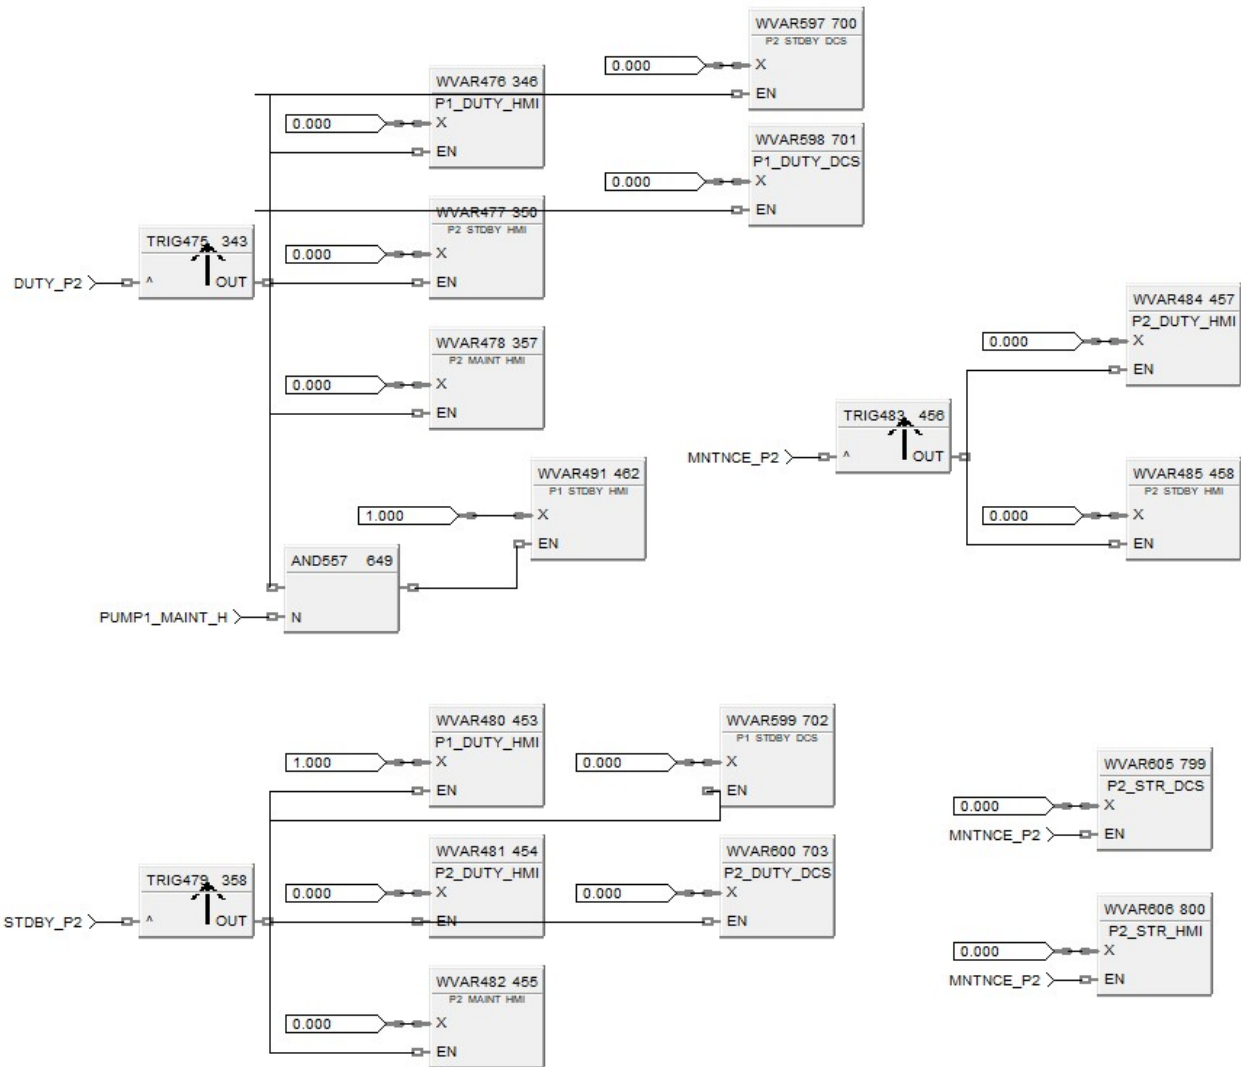 WVAR597 700
P2 STDBY DCS
0.000
X
EN
WVAR476 346
P1_DUTY_HMI
0.000
X
EN
WVAR598 701
P1_DUTY_DCS
0.000
X
EN
WVAR477 350
P2 STDBY HMI
0.000
X
EN
TRIG475 343
DUTY_P2
^ OUT
WVAR478 357
P2 MAINT HMI
0.000
X
EN
WVAR484 457
P2_DUTY_HMI
0.000
X
EN
TRIG483 456
MNTNCE_P2
^ OUT
WVAR485 458
P2 STDBY HMI
0.000
X
EN
WVAR491 462
P1 STDBY HMI
1.000
X
EN
AND557 649
PUMP1_MAINT_H
N
WVAR480 453
P1_DUTY_HMI
1.000
X
EN
WVAR599 702
P1 STDBY DCS
0.000
X
EN
WVAR605 799
P2_STR_DCS
0.000
X
MNTNCE_P2
EN
WVAR481 454
P2_DUTY_HMI
0.000
X
EN
WVAR600 703
P2_DUTY_DCS
0.000
X
EN
TRIG479 358
STDBY_P2
^ OUT
WVAR606 800
P2_STR_HMI
0.000
X
MNTNCE_P2
EN
WVAR482 455
P2 MAINT HMI
0.000
X
EN